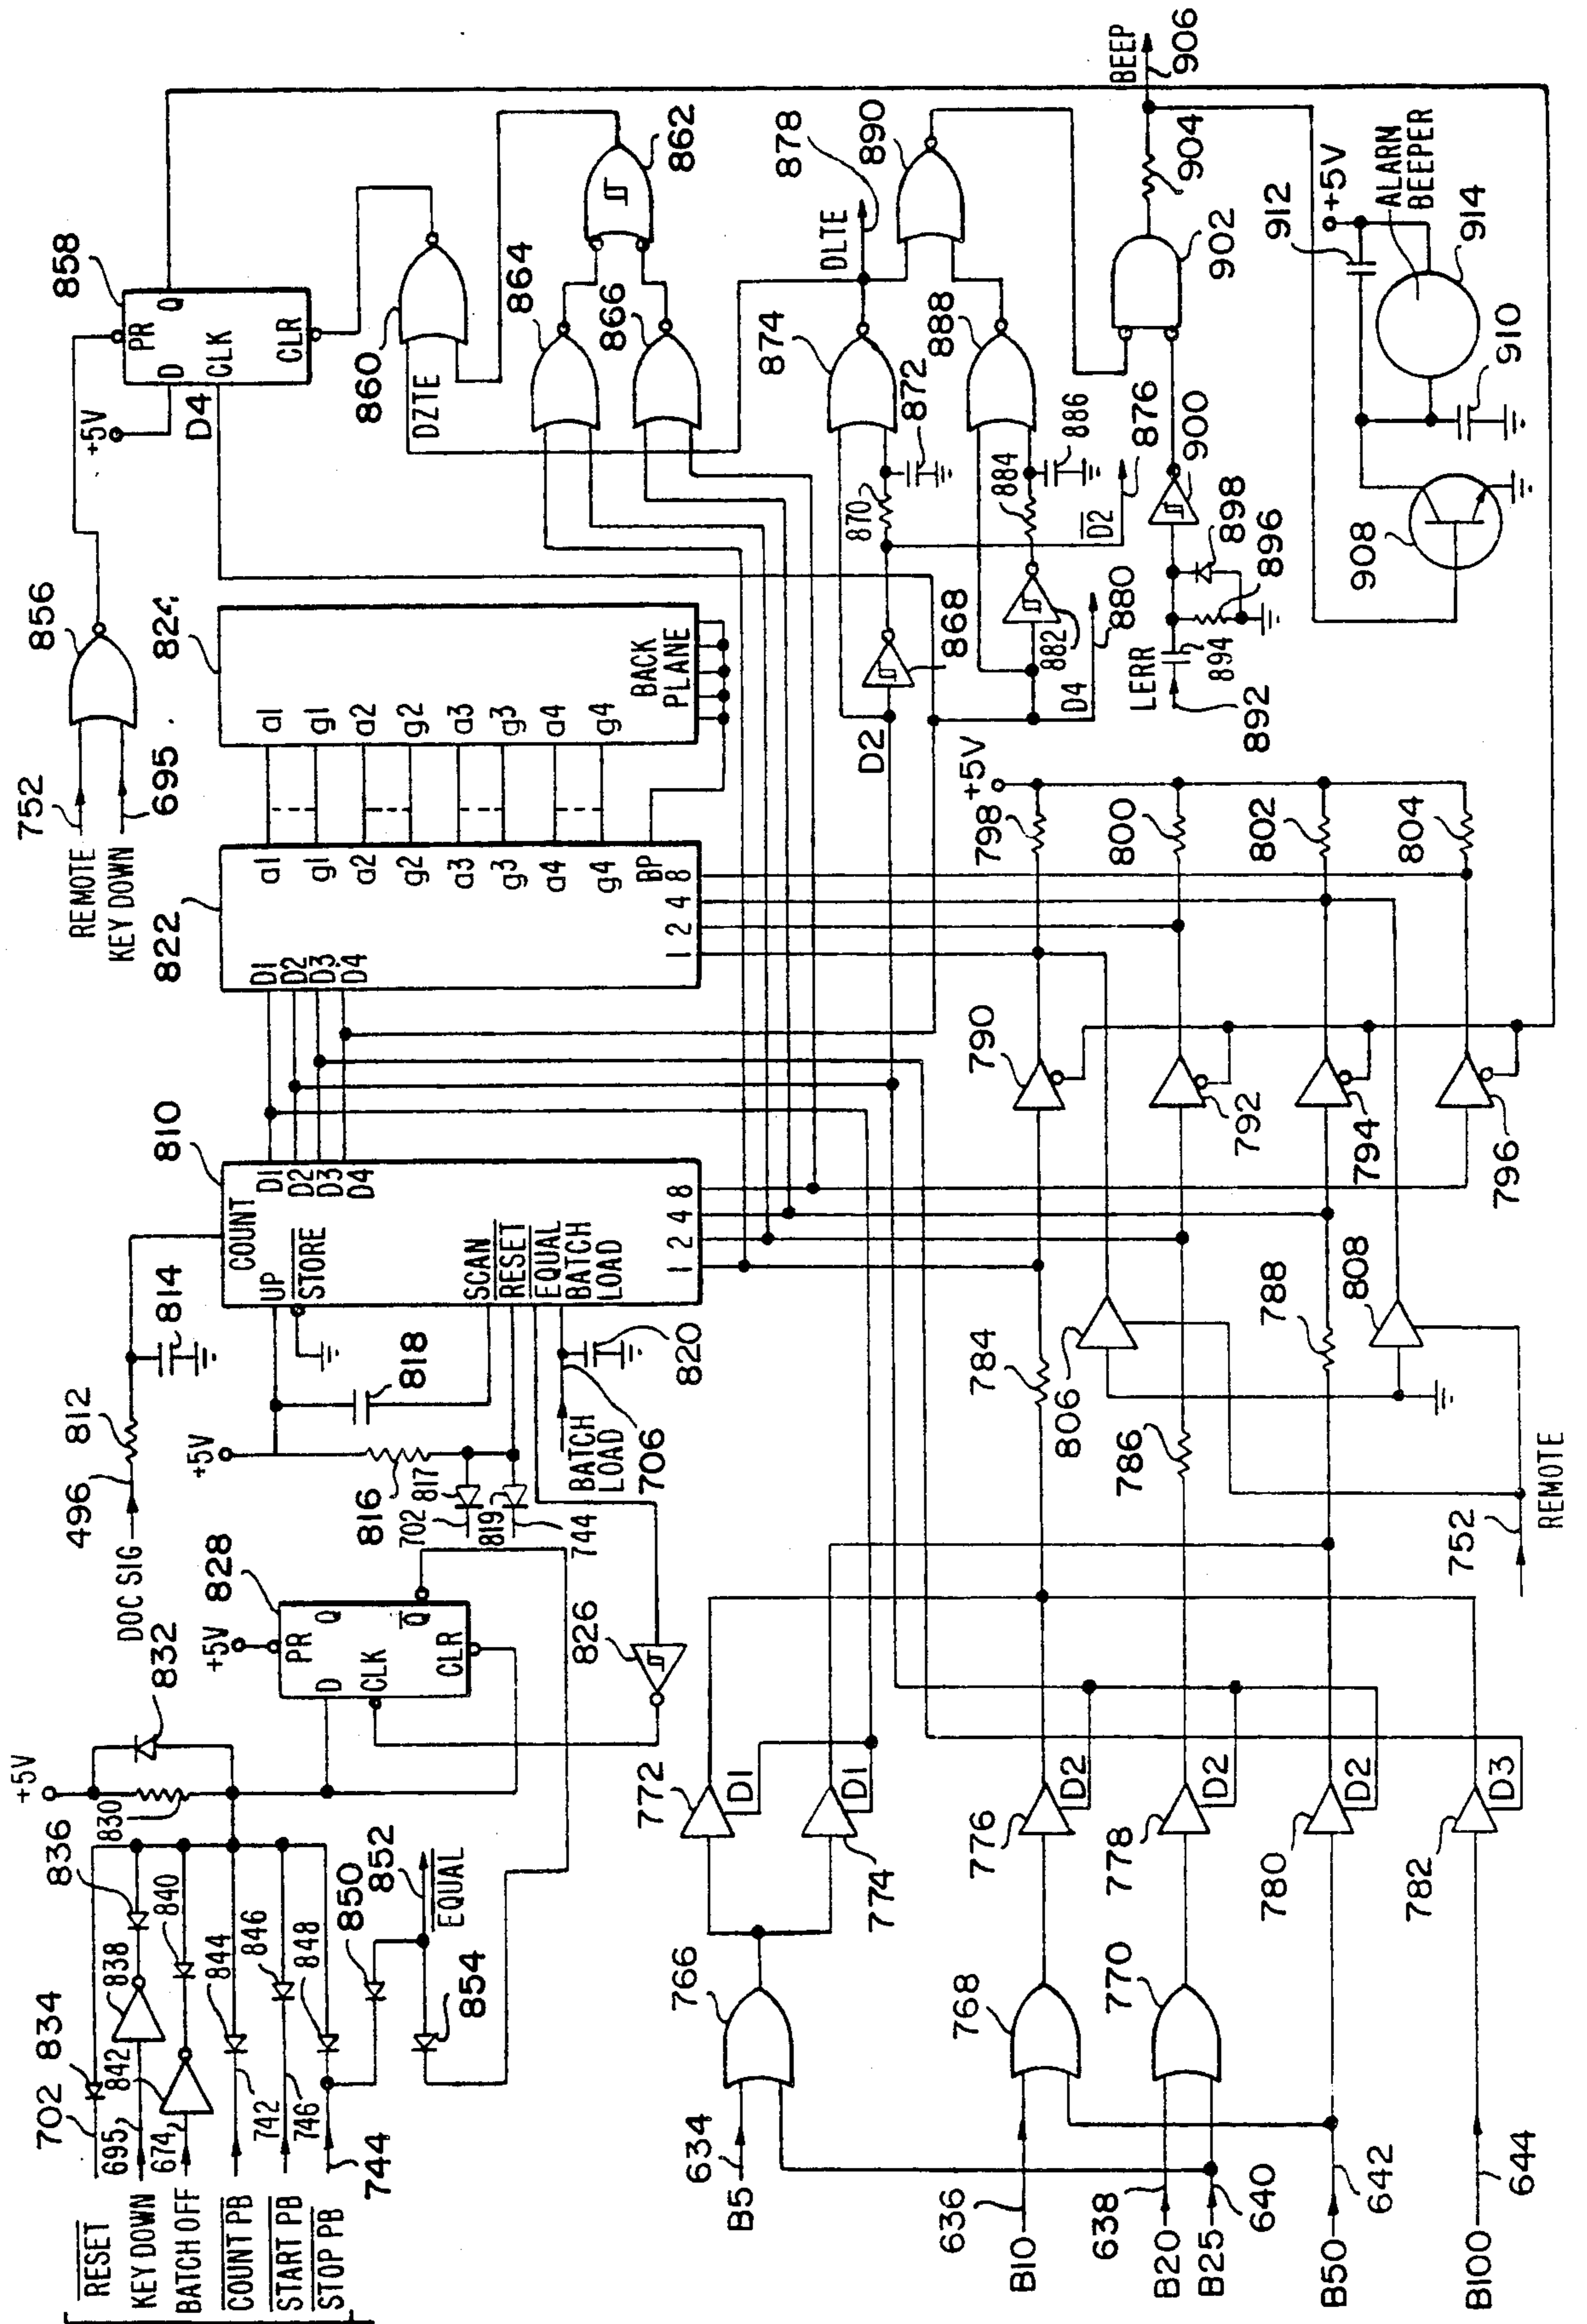 RESET
KEY DOWN
BATCH OFF
COUNT PB
START PB
STOP PB
702
834
695
842
838
836
674
840
844
742
846
746
848
744
850
852
EQUAL
854
+5V
830
832
+5V
828
PR
D
Q
CLK
Q
CLR
826
DOC SIG
496
812
814
+5V
816
817
702
819
744
818
BATCH
LOAD
706
820
810
COUNT
UP
STORE
SCAN
RESET
EQUAL
BATCH
LOAD
D1
D2
D3
D4
1 2 4 8
822
D1
D2
D3
D4
a1
g1
a2
g2
a3
g3
a4
g4
BP
1 2 4 8
824
a1
g1
a2
g2
a3
g3
a4
g4
BACK
PLANE
REMOTE
KEY DOWN
752
695
856
858
+5V
PR
D
Q
D4
CLK
CLR
860
DZTE
862
864
866
D2
868
870
872
874
DLTE
878
D2
876
D4
880
882
884
886
888
890
LERR
892
894
896
898
900
902
904
BEEP
906
908
910
912
+5V
ALARM
BEEPER
914
B5
634
766
772
D1
774
D1
B10
636
768
776
D2
B20
638
B25
640
770
778
D2
B50
642
780
D2
B100
644
782
D3
784
786
788
806
808
752
REMOTE
790
792
794
796
+5V
798
800
802
804